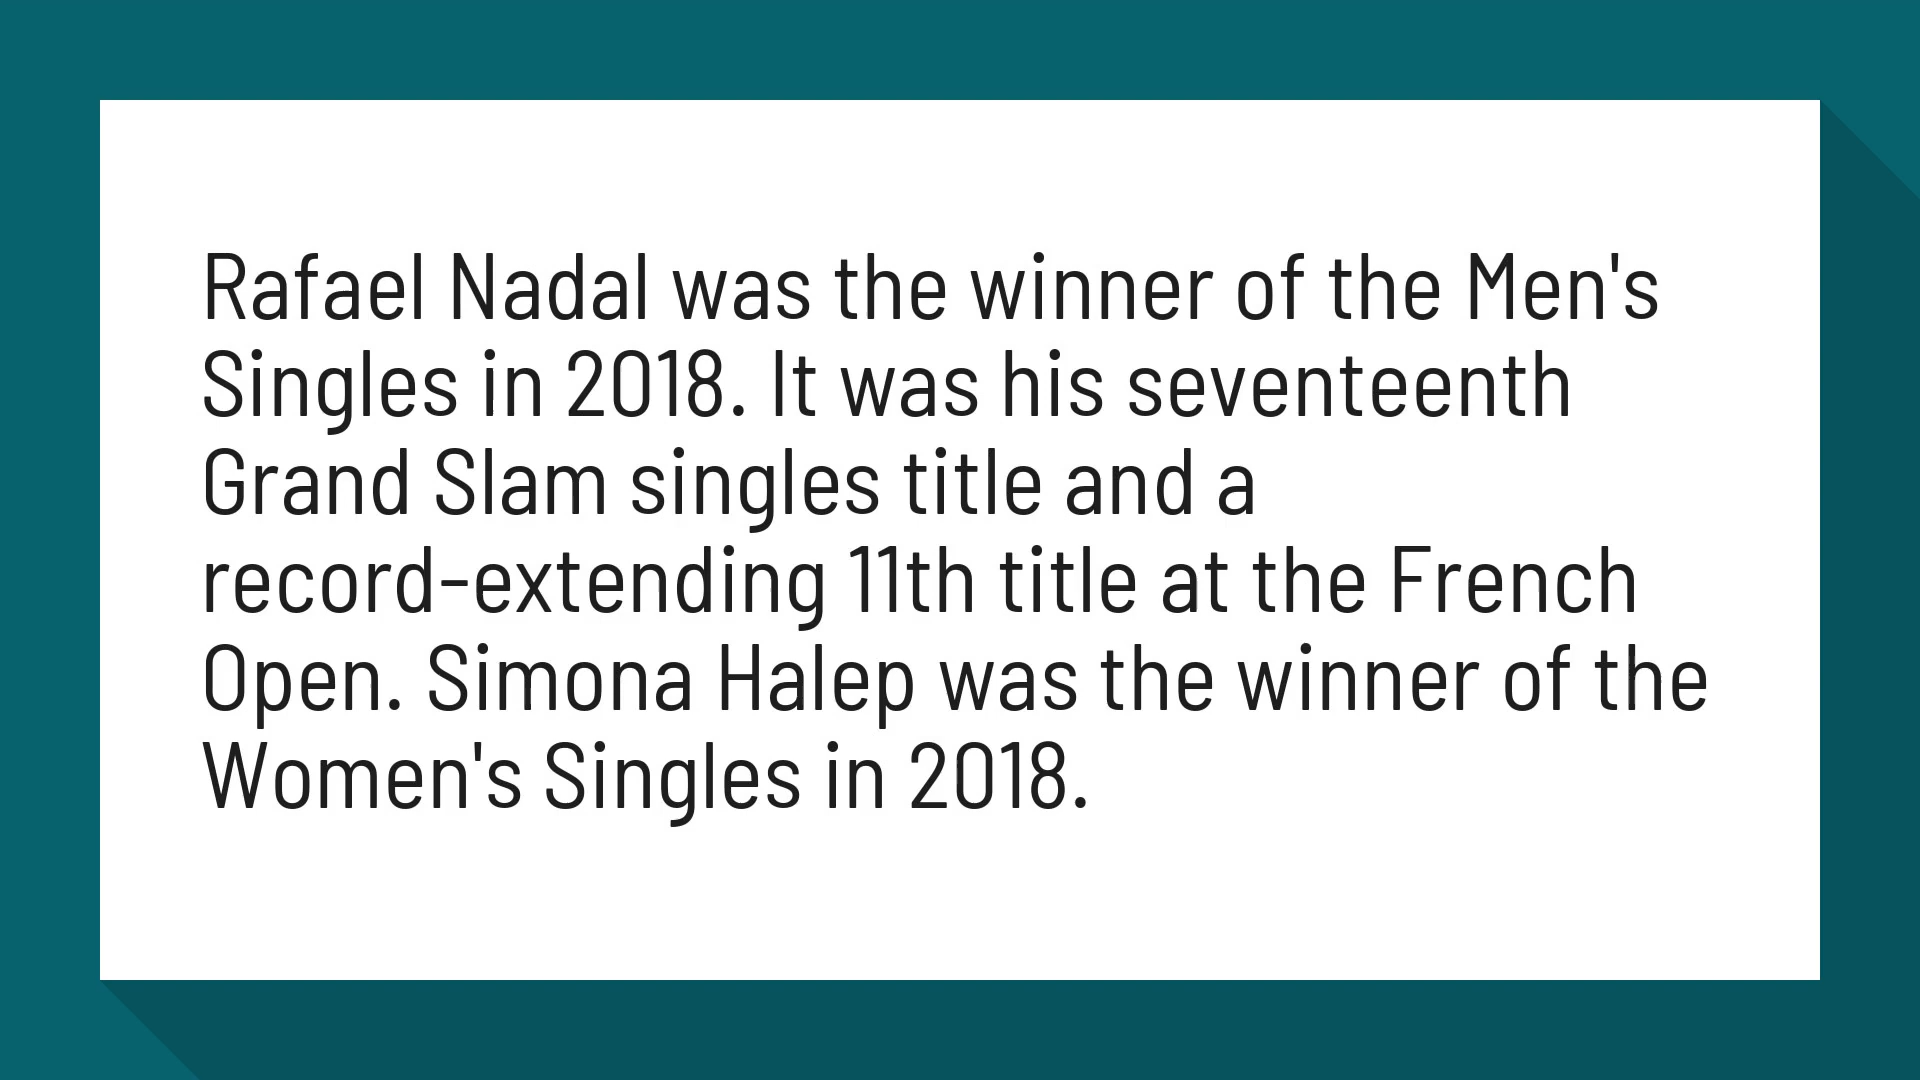 Rafael Nadal was the winner of the Men's
Singles in 2018. It was his seventeenth
Grand Slam singles title and a
record-extending 11th title at the French
Open. Simona Halep was the winner of the
Women's Singles in 2018.